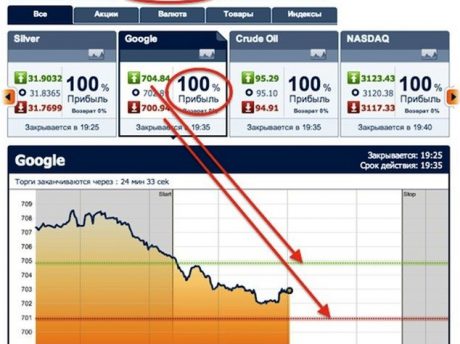 Все Акции Валюта Товары Индексы
Silver Google Crude Oil NASDAQ
31.9032 100% 704.84 100% 95.29 100% 3123.43 100%
31.8365 Прибыль Прибыль 95.10 Прибыль 3120.38 Прибыль
31.7699 Возврат 0% 700.94 Возврат 0% 94.91 Возврат 0% 3117.33 Возврат 0%
Закрывается в 19:25 Закрывается в 19:35 Закрывается в 19:35 Закрывается в 19:40
Google Закрывается: 19:25
Срок действия: 19:35
Торги заканчиваются через : 24 мин 33 сек
Start Stop
709
708
707
706
705
704
703
702
701
700